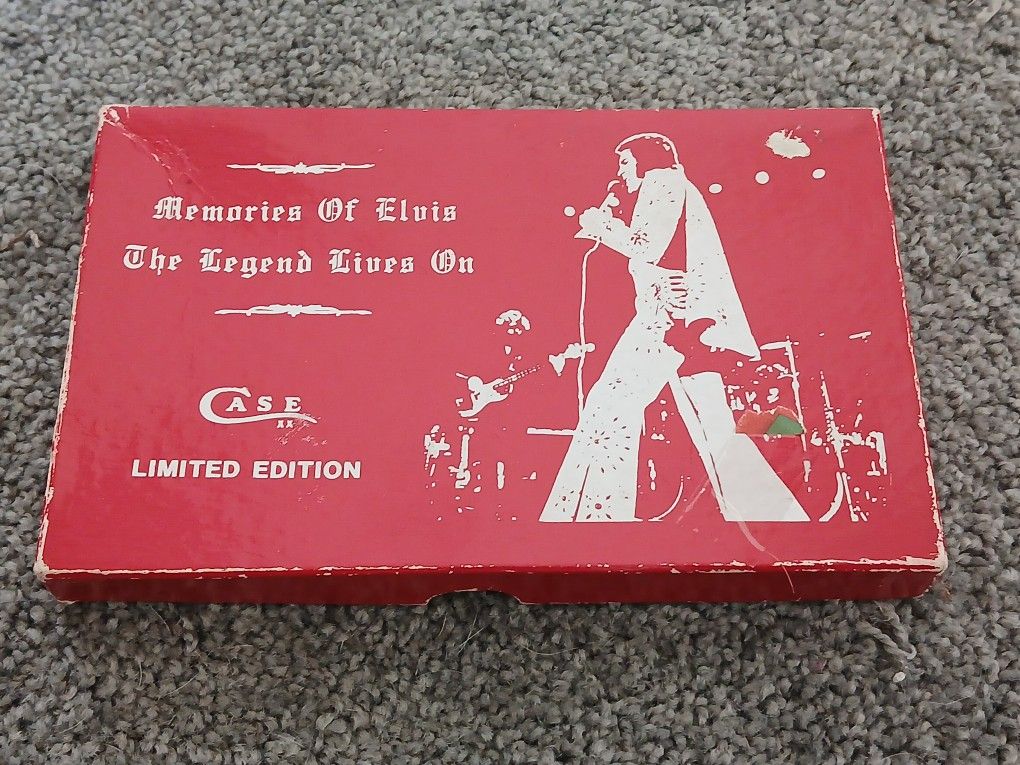 Memories Of Elvis
The Legend Lives On
CASE
XX
LIMITED EDITION